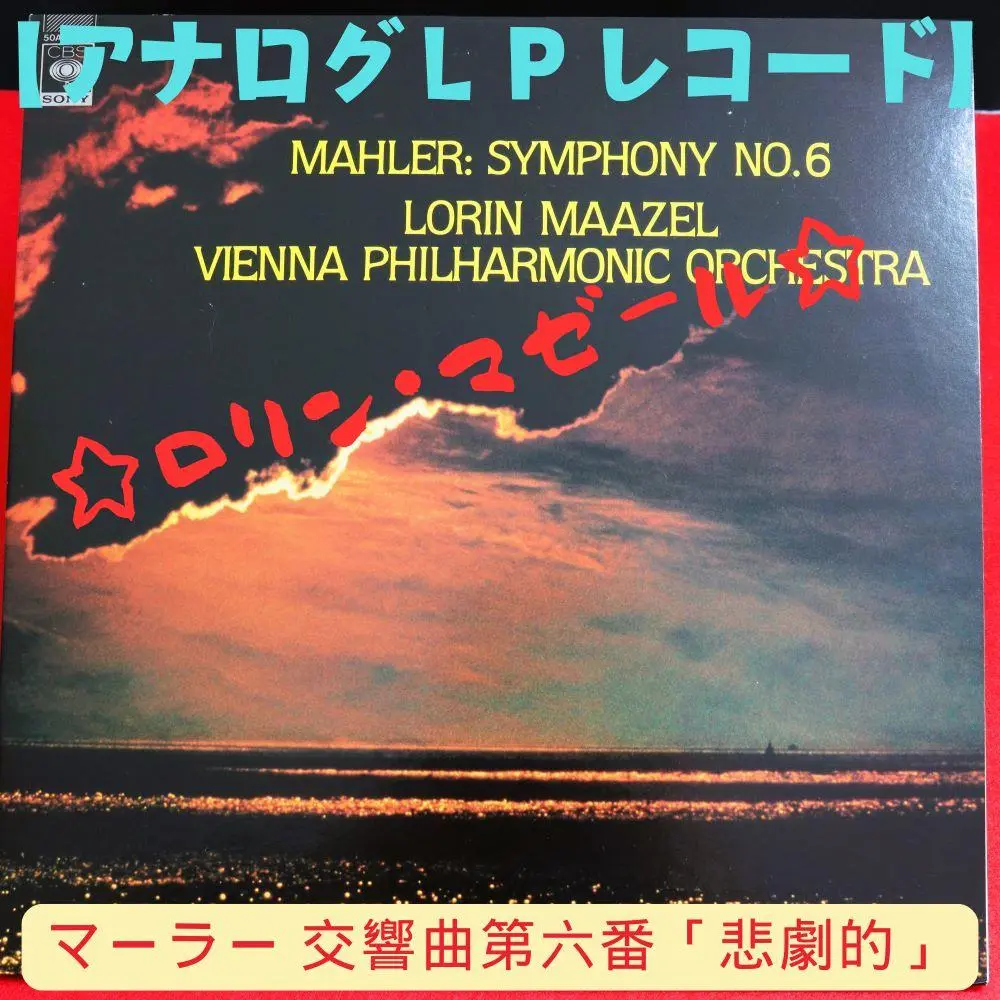 50A
CBS
SONY
【アナログLPレコード】
MAHLER: SYMPHONY NO.6
LORIN MAAZEL
VIENNA PHILHARMONIC ORCHESTRA
☆ロリン・マゼール☆
マーラー 交響曲第六番「悲劇的」